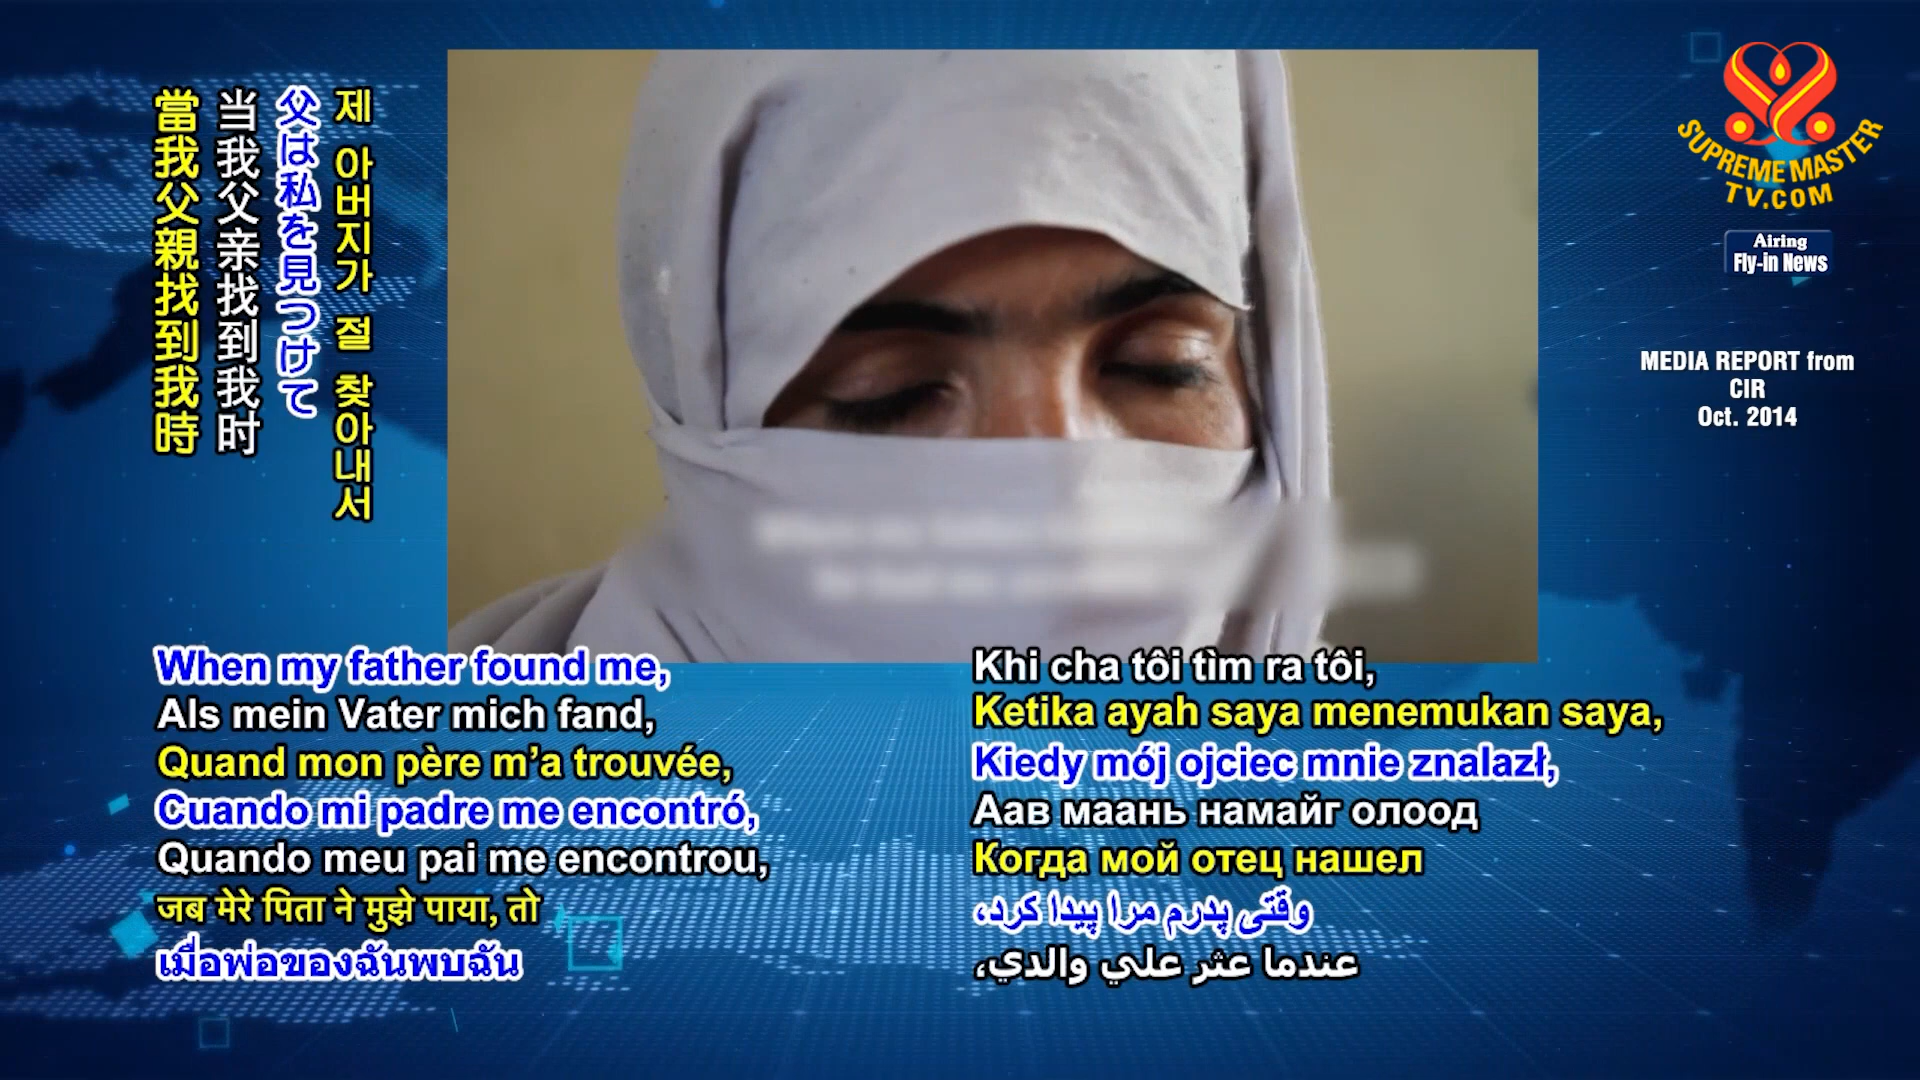 當我父親找到我時
当我父亲找到我时
父は私を見つけて
제 아버지가 절 찾아내서
SUPREME MASTER
TV.COM
Airing
Fly-in News
MEDIA REPORT from
CIR
Oct. 2014
When my father found me,
Als mein Vater mich fand,
Quand mon père m’a trouvée,
Cuando mi padre me encontró,
Quando meu pai me encontrou,
जब मेरे पिता ने मुझे पाया, तो
เมื่อพ่อของฉันพบฉัน
Khi cha tôi tìm ra tôi,
Ketika ayah saya menemukan saya,
Kiedy mój ojciec mnie znalazł,
Аав маань намайг олоод
Когда мой отец нашел
وقتی پدرم مرا پیدا کرد،
عندما عثر علي والدي،